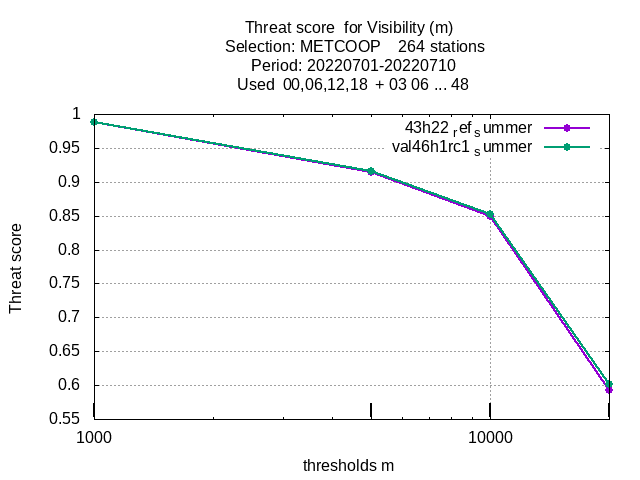 Threat score for Visibility (m)
Selection: METCOOP 264 stations
Period: 20220701-20220710
Used 00,06,12,18 + 03 06 ... 48
43h22 ref summer
val46h1rc1 summer
1
0.95
0.9
0.85
0.8
0.75
0.7
0.65
0.6
0.55
Threat score
1000
10000
thresholds m